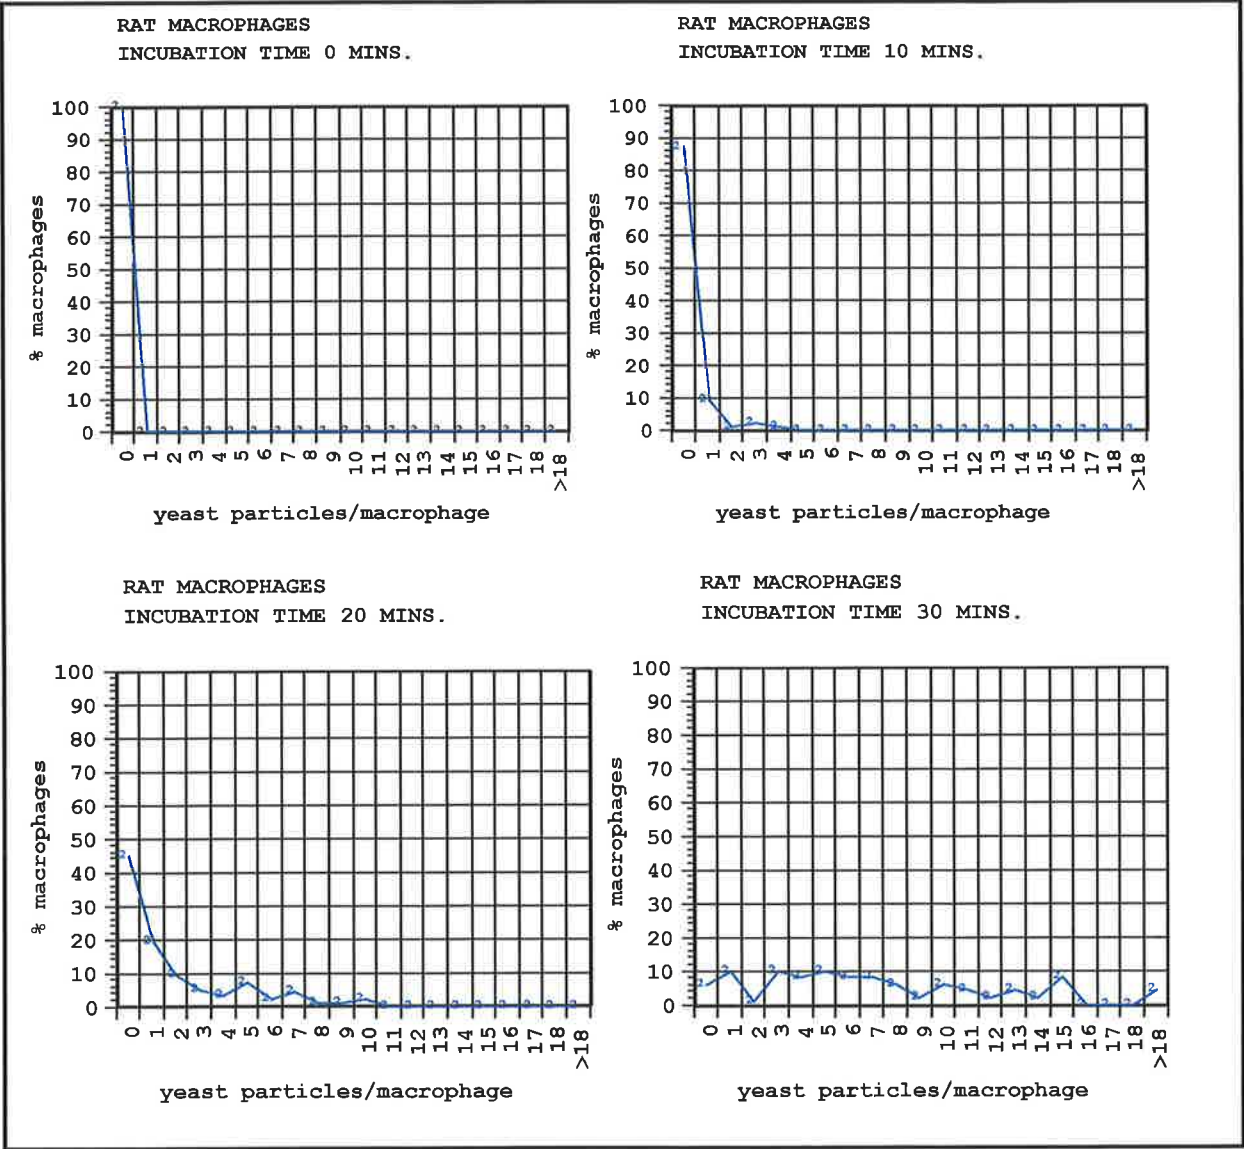 RAT MACROPHAGES
INCUBATION TIME 0 MINS.
100
90
80
70
60
50
40
30
20
10
0
% macrophages
0 1 2 3 4 5 6 7 8 9 10 11 12 13 14 15 16 17 18 >18
yeast particles/macrophage
RAT MACROPHAGES
INCUBATION TIME 10 MINS.
100
90
80
70
60
50
40
30
20
10
0
% macrophages
0 1 2 3 4 5 6 7 8 9 10 11 12 13 14 15 16 17 18 >18
yeast particles/macrophage
RAT MACROPHAGES
INCUBATION TIME 20 MINS.
100
90
80
70
60
50
40
30
20
10
0
% macrophages
0 1 2 3 4 5 6 7 8 9 10 11 12 13 14 15 16 17 18 >18
yeast particles/macrophage
RAT MACROPHAGES
INCUBATION TIME 30 MINS.
100
90
80
70
60
50
40
30
20
10
0
% macrophages
0 1 2 3 4 5 6 7 8 9 10 11 12 13 14 15 16 17 18 >18
yeast particles/macrophage